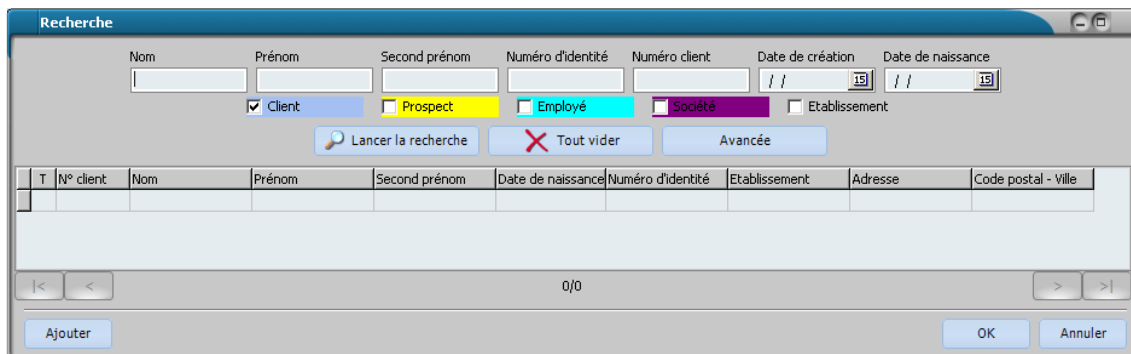 Recherche
Nom Prénom Second prénom Numéro d'identité Numéro client Date de création Date de naissance
/ / 15 / / 15
Client Prospect Employé Société Etablissement
Lancer la recherche Tout vider Avancée
T N° client Nom Prénom Second prénom Date de naissance Numéro d'identité Etablissement Adresse Code postal - Ville
|< < 0/0 > >|
Ajouter OK Annuler